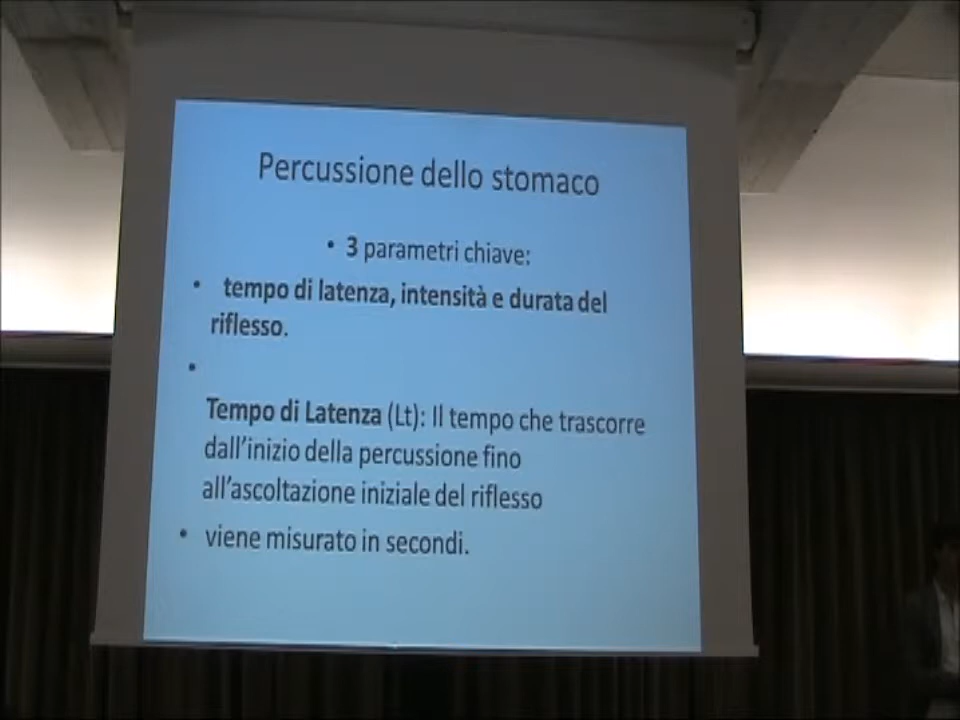 Percussione dello stomaco
• 3 parametri chiave:
• tempo di latenza, intensità e durata del
riflesso.
•
Tempo di Latenza (Lt): Il tempo che trascorre
dall'inizio della percussione fino
all'ascoltazione iniziale del riflesso
• viene misurato in secondi.